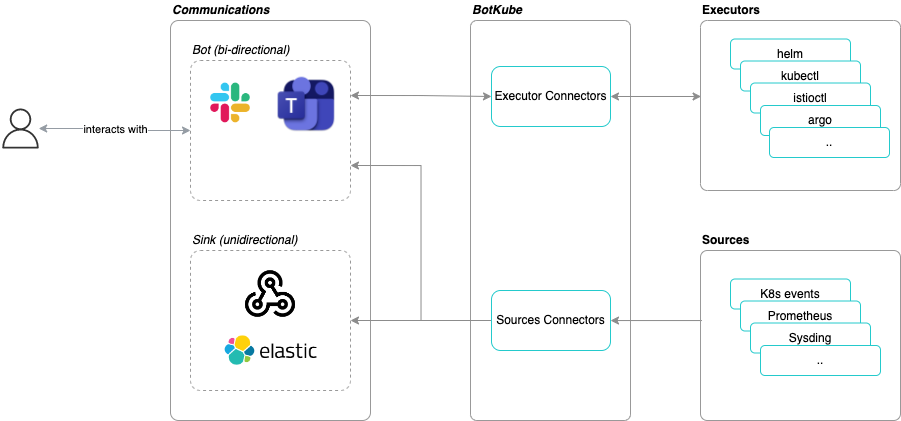 Communications
BotKube
Executors
Bot (bi-directional)
T
helm
kubectl
istioctl
argo
..
Executor Connectors
interacts with
Sink (unidirectional)
elastic
Sources Connectors
Sources
K8s events
Prometheus
Sysding
..